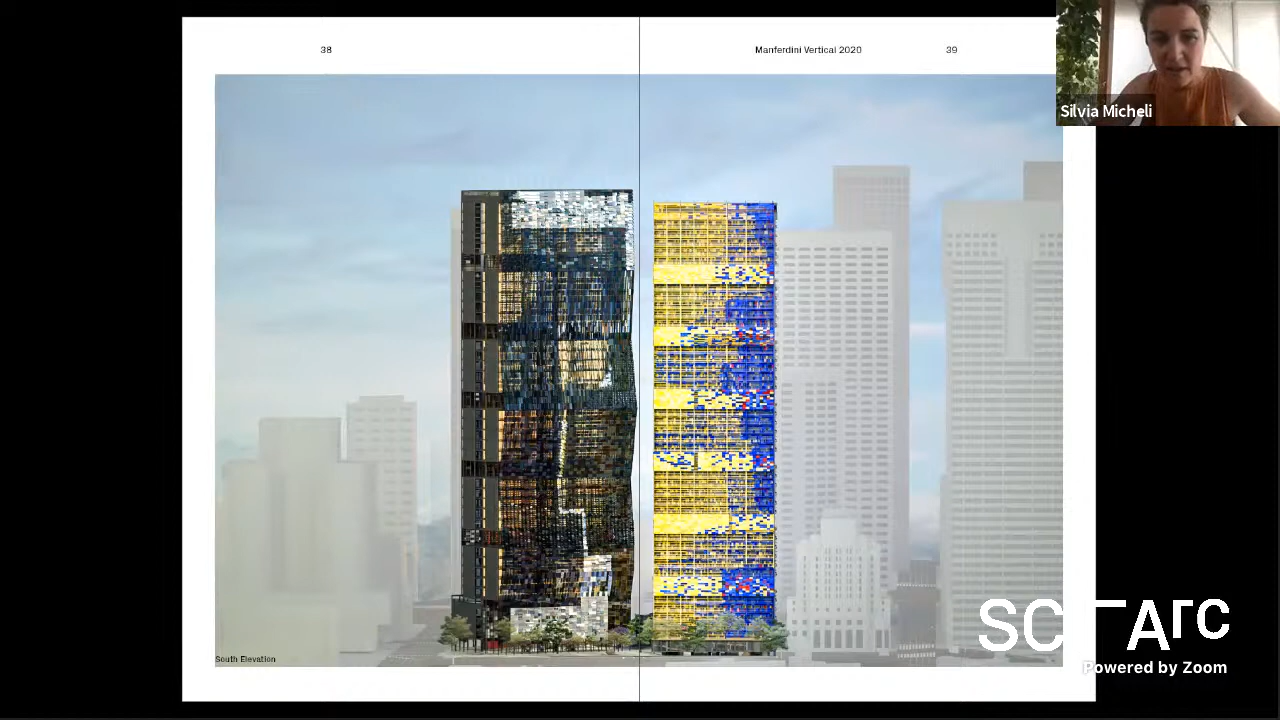 38
Manferdini Vertical 2020
39
Silvia Micheli
South Elevation
SCI-Arc
Powered by Zoom